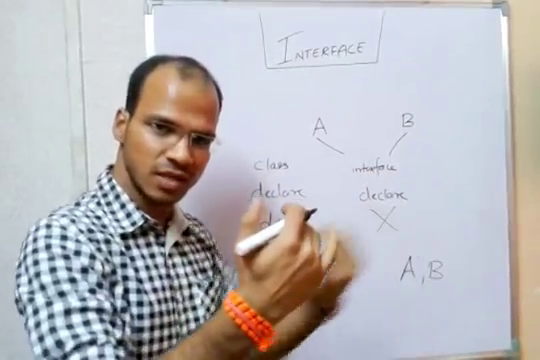 INTERFACE
A B
class interface
declare declare
A, B